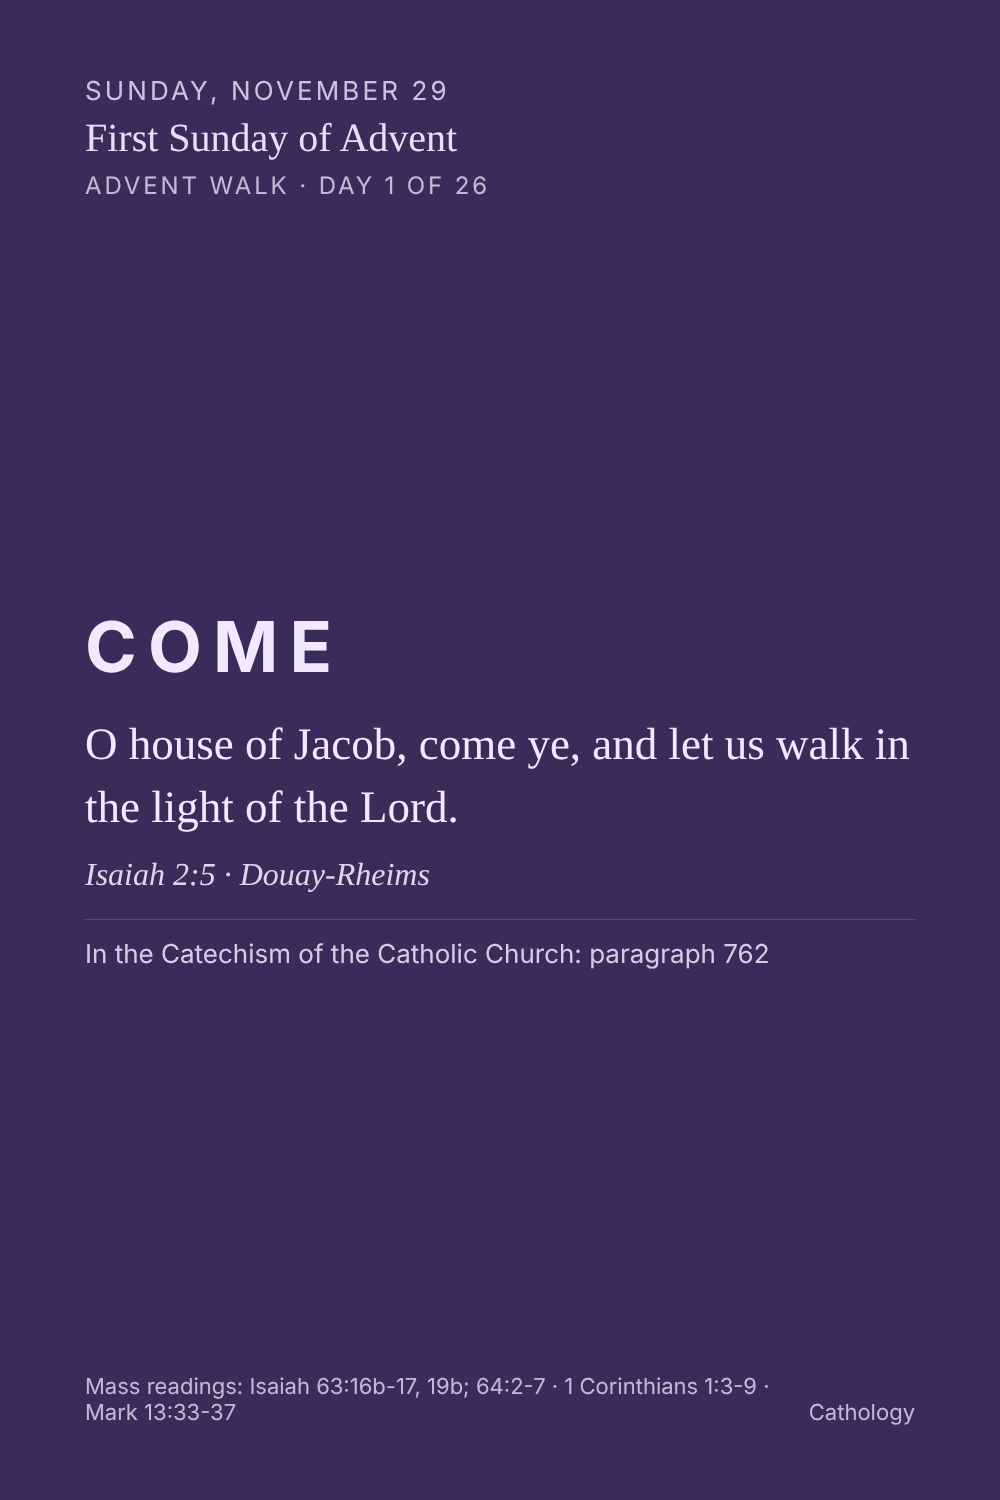 SUNDAY, NOVEMBER 29
First Sunday of Advent
ADVENT WALK · DAY 1 OF 26
COME
O house of Jacob, come ye, and let us walk in
the light of the Lord.
Isaiah 2:5 · Douay-Rheims
In the Catechism of the Catholic Church: paragraph 762
Mass readings: Isaiah 63:16b-17, 19b; 64:2-7 · 1 Corinthians 1:3-9 ·
Mark 13:33-37
Cathology